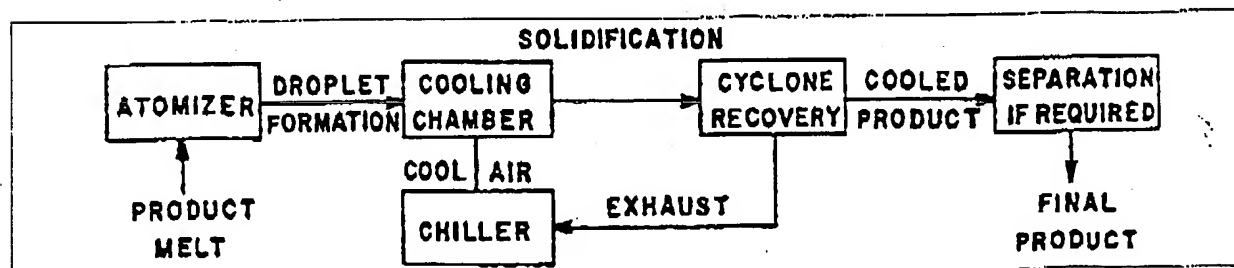 SOLIDIFICATION
ATOMIZER
DROPLET
FORMATION
COOLING
CHAMBER
CYCLONE
RECOVERY
COOLED
PRODUCT
SEPARATION
IF REQUIRED
COOL AIR
PRODUCT
MELT
CHILLER
EXHAUST
FINAL
PRODUCT